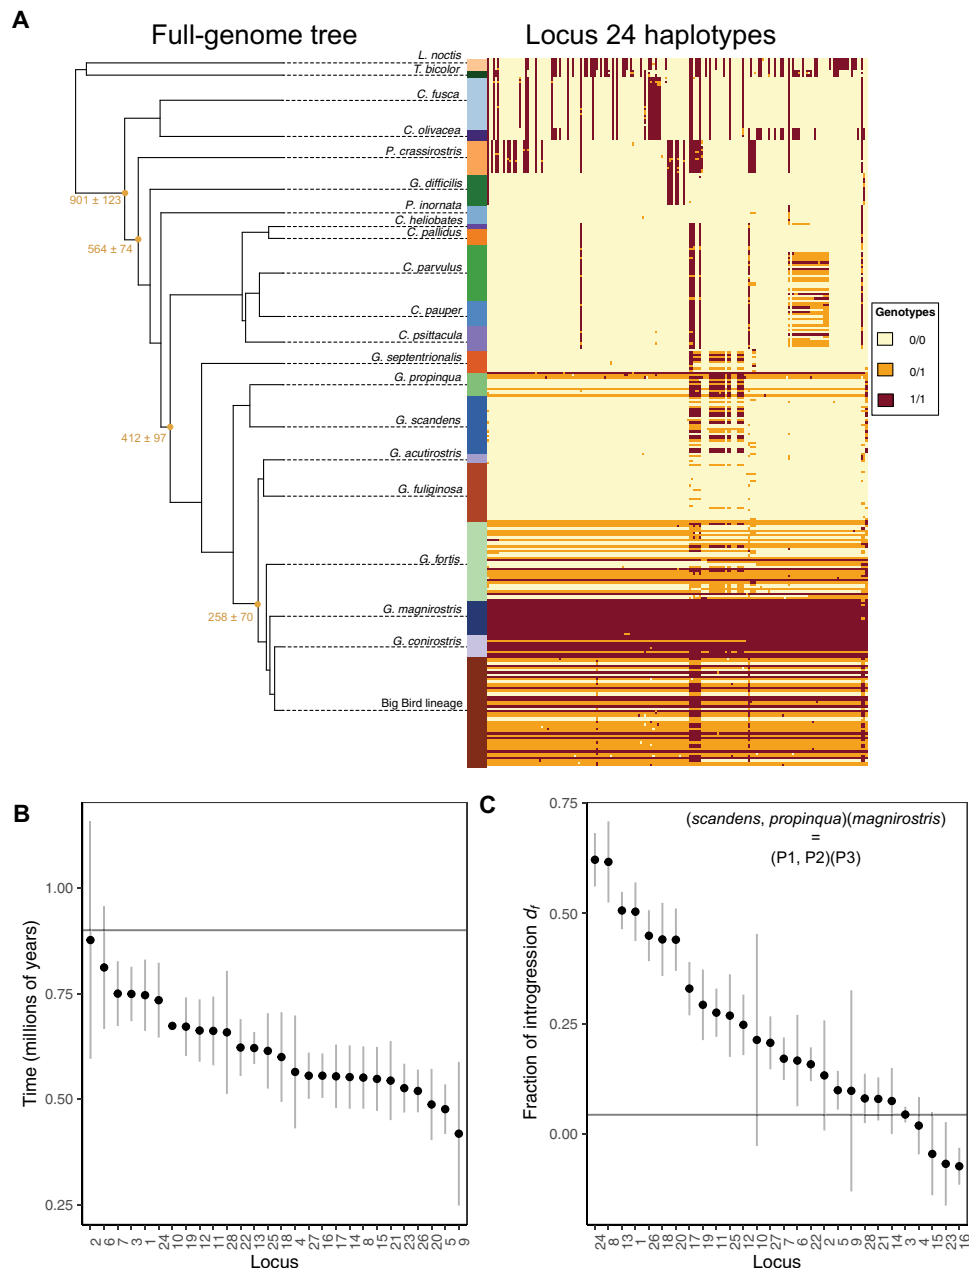 A
Full-genome tree
Locus 24 haplotypes
L. noctis
T. bicolor
C. fusca
C. olivacea
P. crassirostris
G. difficilis
901 ± 123
P. inornata
C. heliobates
C. pallidus
564 ± 74
C. parvulus
C. pauper
C. psittacula
Genotypes
0/0
0/1
1/1
G. septentrionalis
G. propinqua
G. scandens
412 ± 97
G. acutirostris
G. fuliginosa
G. fortis
G. magnirostris
258 ± 70
G. conirostris
Big Bird lineage
B
Time (millions of years)
1.00
0.75
0.50
0.25
2 6 7 3 1 24 10 19 12 11 28 22 13 25 18 4 27 16 17 14 8 15 21 23 26 20 5 9
Locus
C
(scandens, propinqua)(magnirostris)
=
(P1, P2)(P3)
Fraction of introgression df
0.75
0.50
0.25
0.00
24 8 13 1 26 18 20 17 19 11 25 12 10 27 7 6 22 2 5 9 28 21 14 3 4 15 23 16
Locus